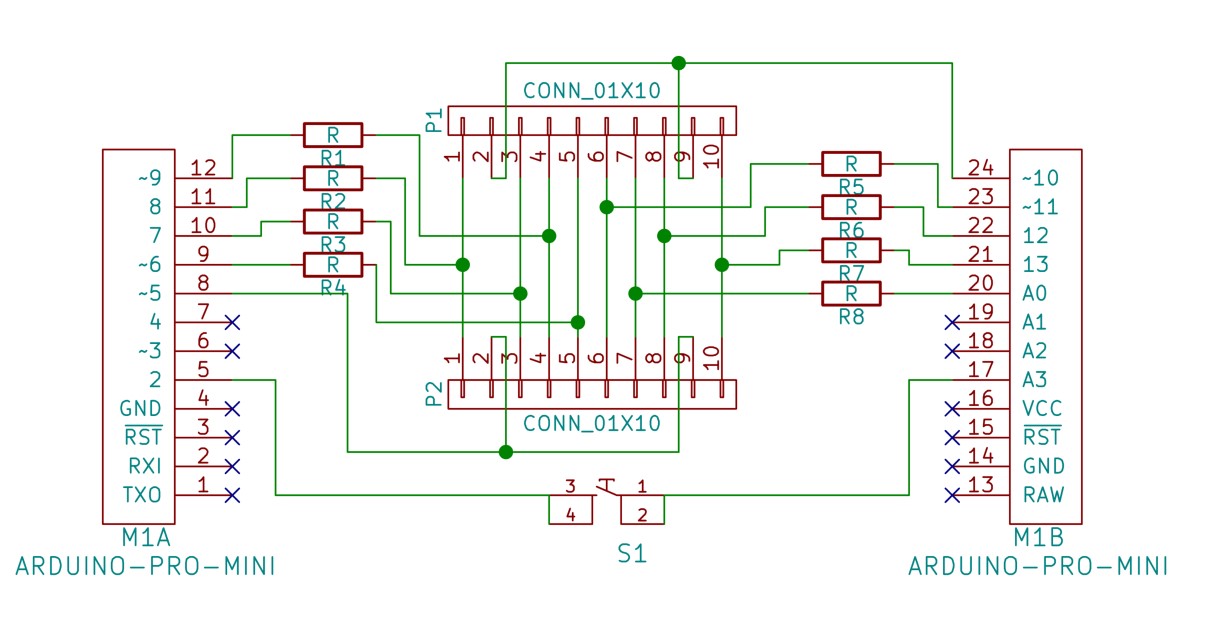 CONN_01X10
P1
1 2 3 4 5 6 7 8 9 10
R
R1
R
R2
R
R3
R
R4
R
R5
R
R6
R
R7
R
R8
~9 12
8 11
7 10
~6 9
~5 8
4 7
~3 6
2 5
GND 4
RST 3
RXI 2
TXO 1
M1A
ARDUINO-PRO-MINI
24 ~10
23 ~11
22 12
21 13
20 A0
19 A1
18 A2
17 A3
16 VCC
15 RST
14 GND
13 RAW
M1B
ARDUINO-PRO-MINI
1 2 3 4 5 6 7 8 9 10
P2
CONN_01X10
3 1
4 2
S1